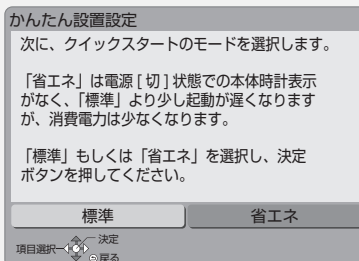 かんたん設置設定
次に、クイックスタートのモードを選択します。
「省エネ」は電源 [ 切 ] 状態での本体時計表示
がなく、「標準」より少し起動が遅くなります
が、消費電力は少なくなります。
「標準」もしくは「省エネ」を選択し、決定
ボタンを押してください。
標準
省エネ
決定
項目選択
戻る